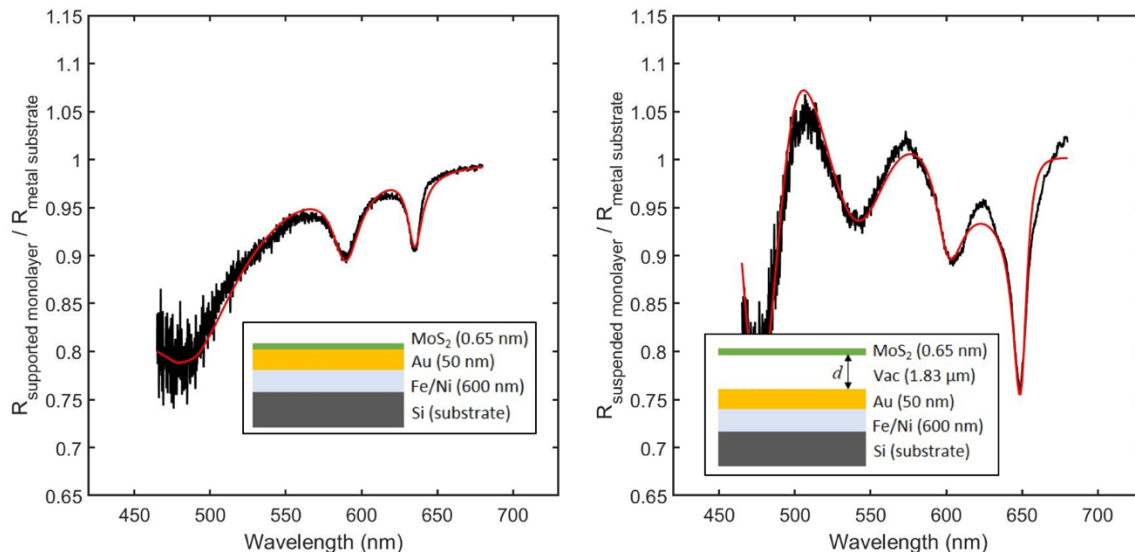 R_supported monolayer / R_metal substrate
1.15
1.1
1.05
1
0.95
0.9
0.85
0.8
0.75
0.7
0.65
450 500 550 600 650 700
Wavelength (nm)
MoS₂ (0.65 nm)
Au (50 nm)
Fe/Ni (600 nm)
Si (substrate)
R_suspended monolayer / R_metal substrate
1.15
1.1
1.05
1
0.95
0.9
0.85
0.8
0.75
0.7
0.65
450 500 550 600 650 700
Wavelength (nm)
MoS₂ (0.65 nm)
d
Vac (1.83 µm)
Au (50 nm)
Fe/Ni (600 nm)
Si (substrate)